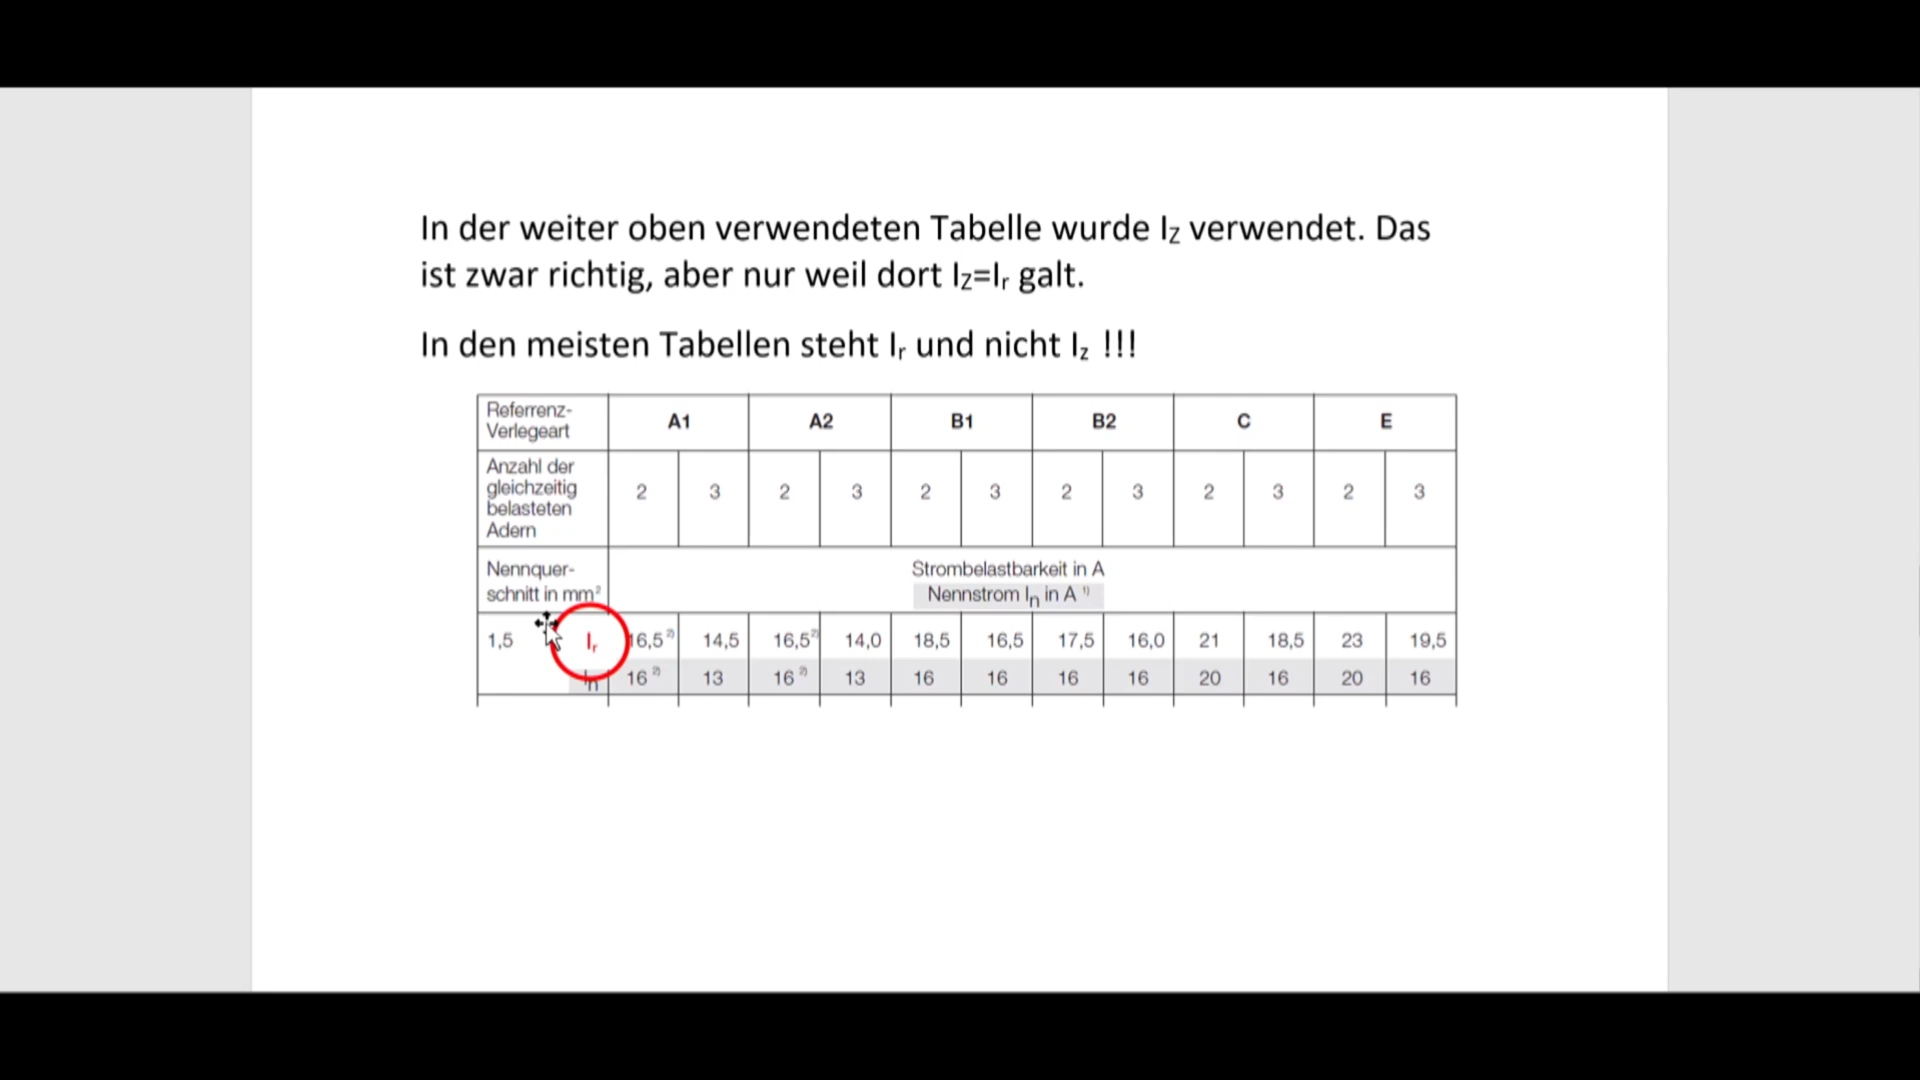 In der weiter oben verwendeten Tabelle wurde Iz verwendet. Das
ist zwar richtig, aber nur weil dort Iz=Ir galt.
In den meisten Tabellen steht Ir und nicht Iz !!!
Referrenz-
Verlegeart
A1 A2 B1 B2 C E
Anzahl der
gleichzeitig
belasteten
Adern
2 3 2 3 2 3 2 3 2 3 2 3
Nennquer-
schnitt in mm²
Strombelastbarkeit in A
Nennstrom In in A 1)
1,5 Ir 16,5 2) 14,5 16,5 2) 14,0 18,5 16,5 17,5 16,0 21 18,5 23 19,5
In 16 2) 13 16 2) 13 16 16 16 16 20 16 20 16